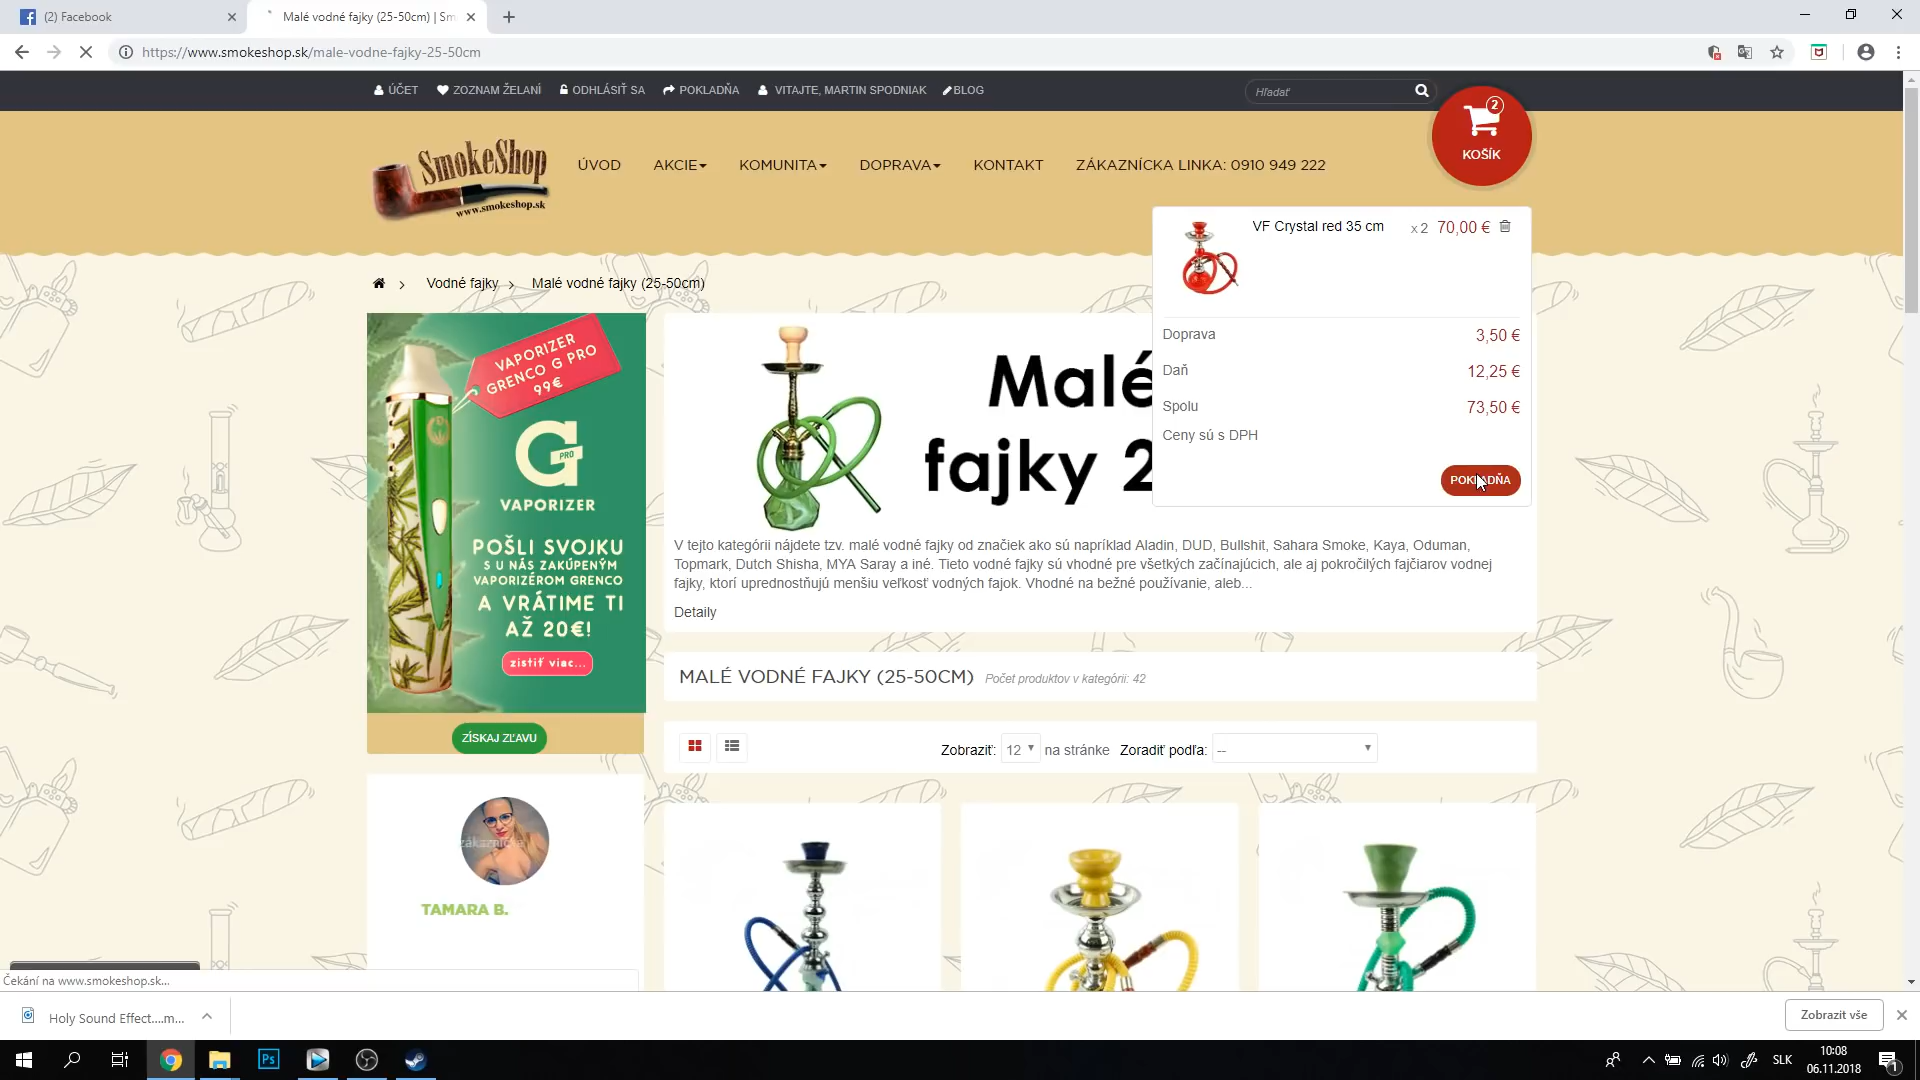 (2) Facebook
Malé vodné fajky (25-50cm) | Sm
https://www.smokeshop.sk/male-vodne-fajky-25-50cm
ÚČET
ZOZNAM ŽELANÍ
ODHLÁSIŤ SA
POKLADŇA
VITAJTE, MARTIN SPODNIAK
BLOG
Hľadať
2
KOŠÍK
SmokeShop
www.smokeshop.sk
ÚVOD
AKCIE
KOMUNITA
DOPRAVA
KONTAKT
ZÁKAZNÍCKA LINKA: 0910 949 222
VF Crystal red 35 cm
x 2
70,00 €
Doprava
3,50 €
Daň
12,25 €
Spolu
73,50 €
Ceny sú s DPH
POKLADŇA
Vodné fajky
Malé vodné fajky (25-50cm)
VAPORIZER
GRENCO G PRO
99€
G
PRO
VAPORIZER
POŠLI SVOJKU
S U NÁS ZAKÚPENÝM
VAPORIZÉROM GRENCO
A VRÁTIME TI
AŽ 20€!
zistiť viac...
ZÍSKAJ ZĽAVU
Malé
fajky 2
V tejto kategórii nájdete tzv. malé vodné fajky od značiek ako sú napríklad Aladin, DUD, Bullshit, Sahara Smoke, Kaya, Oduman,
Topmark, Dutch Shisha, MYA Saray a iné. Tieto vodné fajky sú vhodné pre všetkých začínajúcich, ale aj pokročilých fajčiarov vodnej
fajky, ktorí uprednostňujú menšiu veľkosť vodných fajok. Vhodné na bežné používanie, aleb...
Detaily
MALÉ VODNÉ FAJKY (25-50CM)
Počet produktov v kategórii: 42
Zobraziť:
12
na stránke
Zoradiť podľa:
--
zákaznícka
TAMARA B.
Čekání na www.smokeshop.sk...
Holy Sound Effect....m...
Zobrazit vše
Ps
SLK
10:08
06.11.2018
1